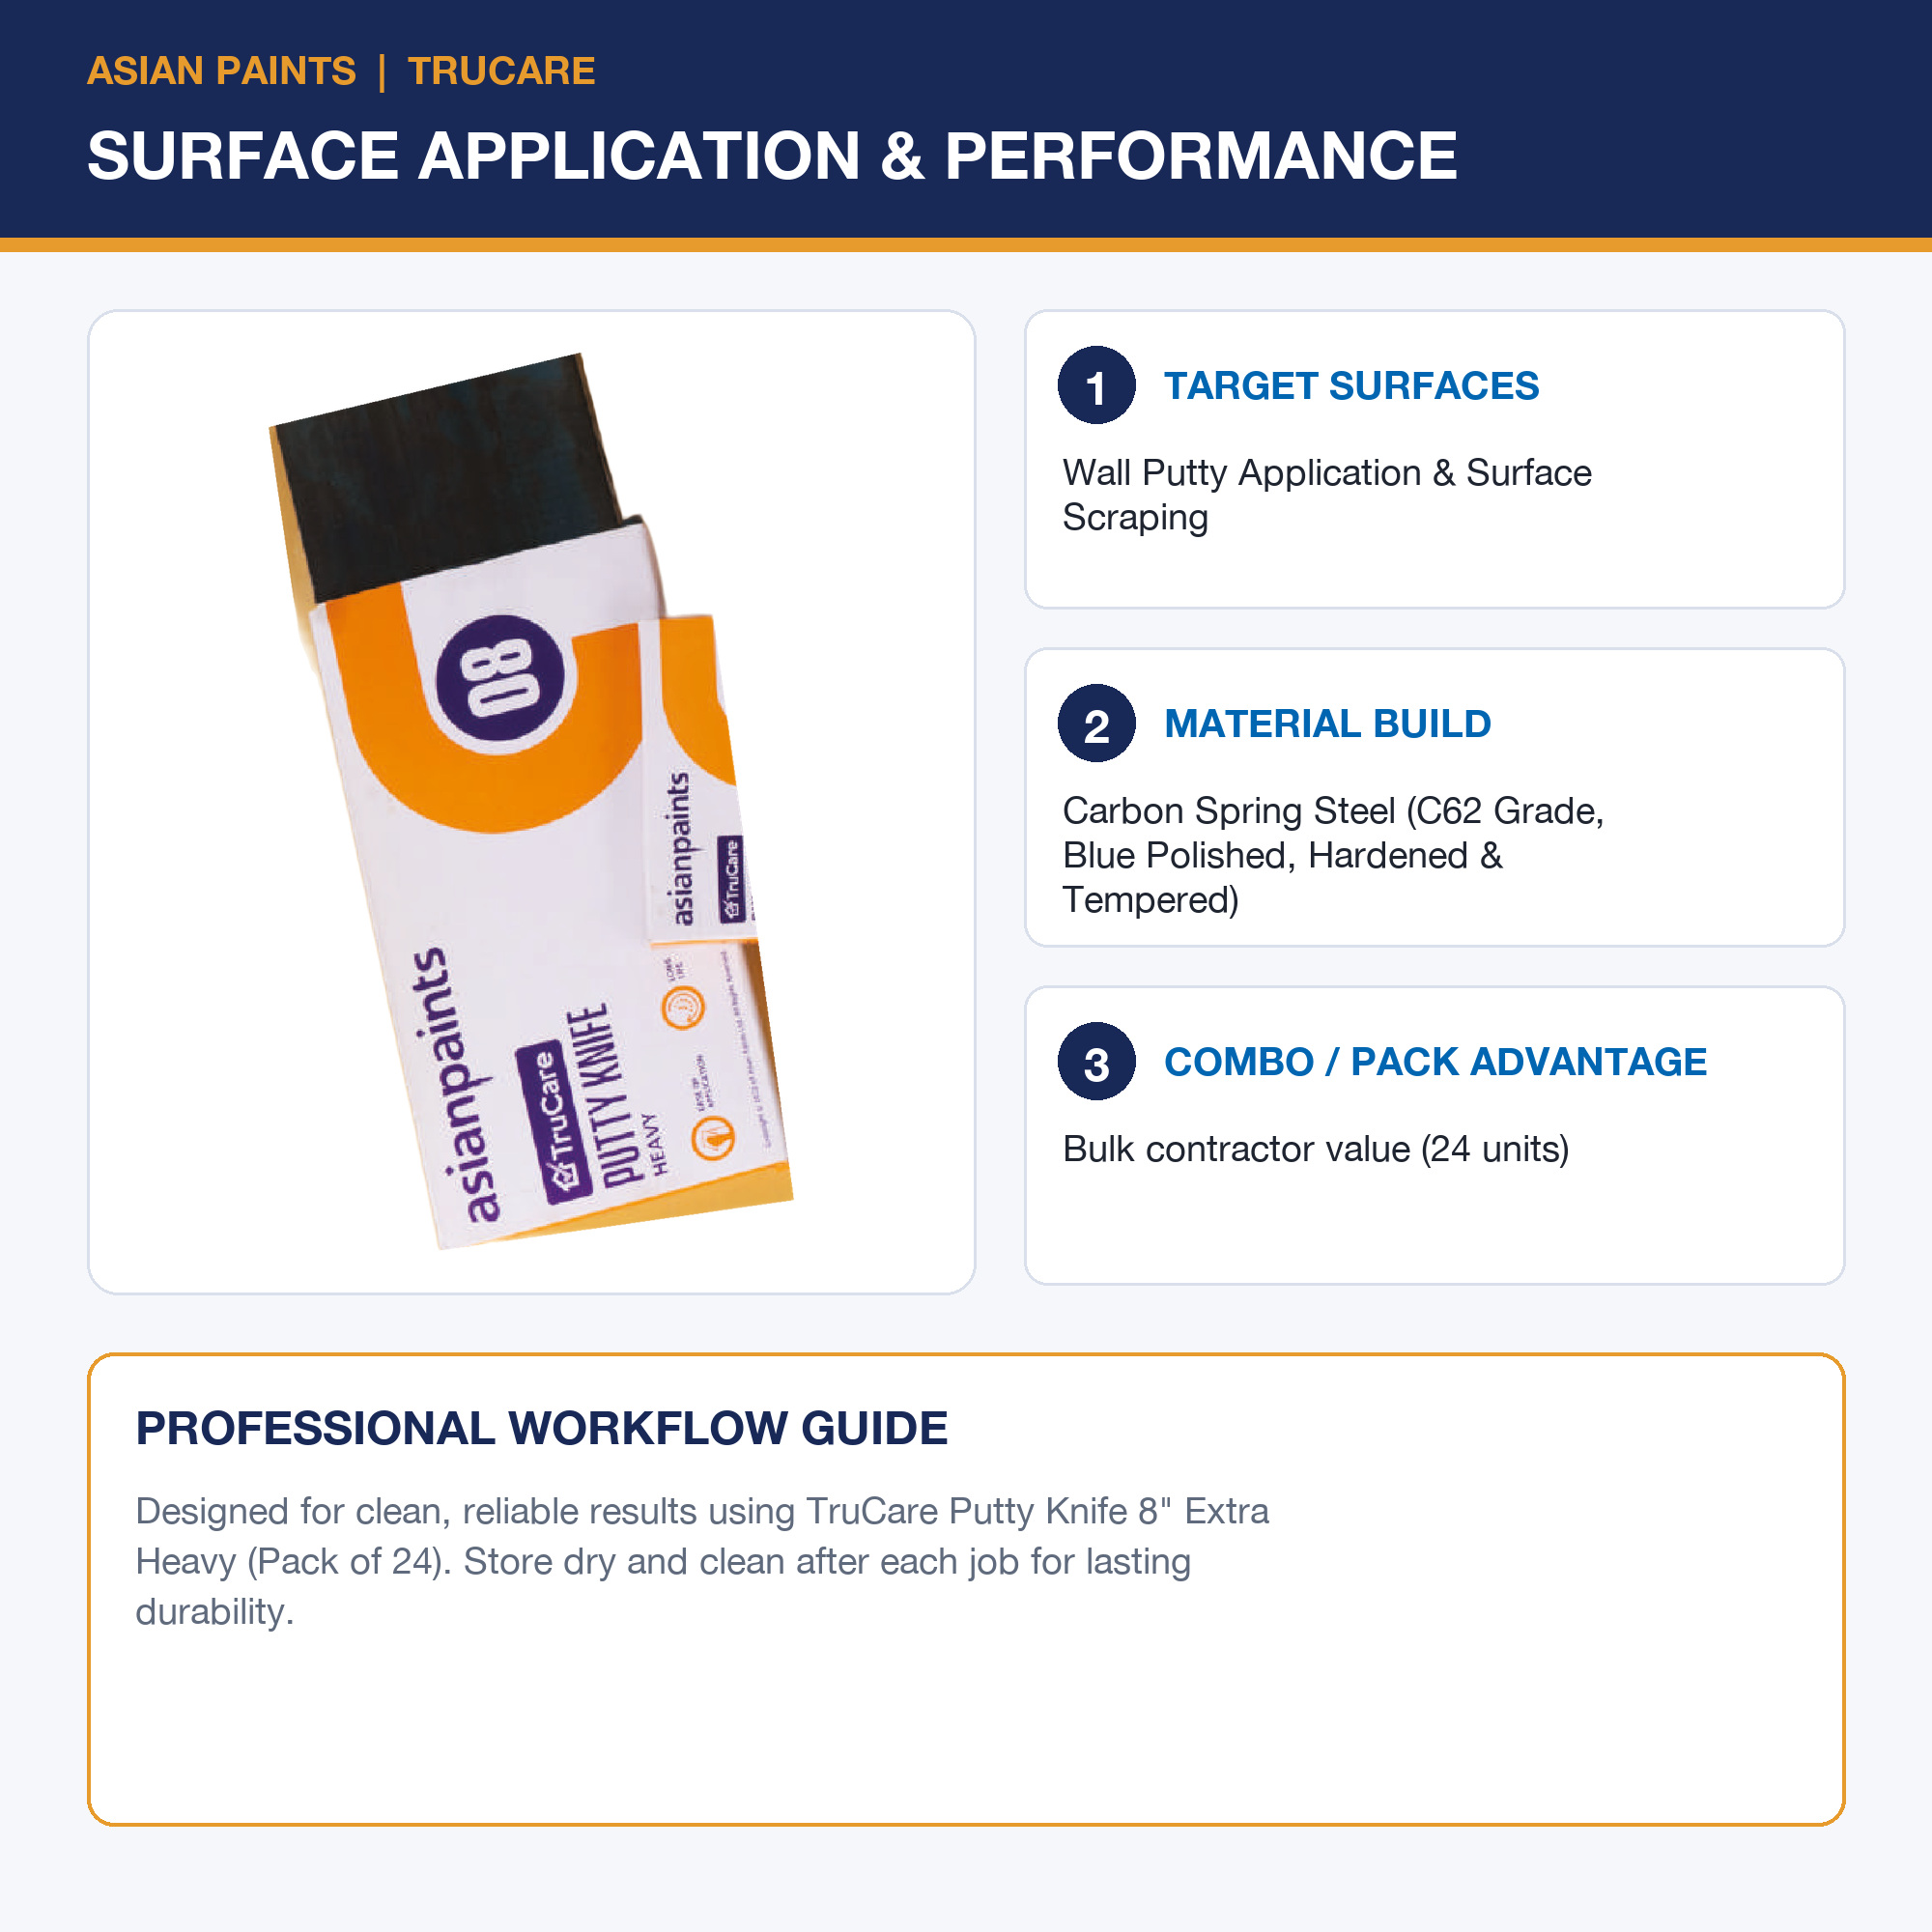 ASIAN PAINTS | TRUCARE
SURFACE APPLICATION & PERFORMANCE
08
asianpaints
TruCare
PUTTY KNIFE
HEAVY
EASE OF
APPLICATION
LONG
LIFE
asianpaints
TruCare
1 TARGET SURFACES
Wall Putty Application & Surface
Scraping
2 MATERIAL BUILD
Carbon Spring Steel (C62 Grade,
Blue Polished, Hardened &
Tempered)
3 COMBO / PACK ADVANTAGE
Bulk contractor value (24 units)
PROFESSIONAL WORKFLOW GUIDE
Designed for clean, reliable results using TruCare Putty Knife 8" Extra
Heavy (Pack of 24). Store dry and clean after each job for lasting
durability.